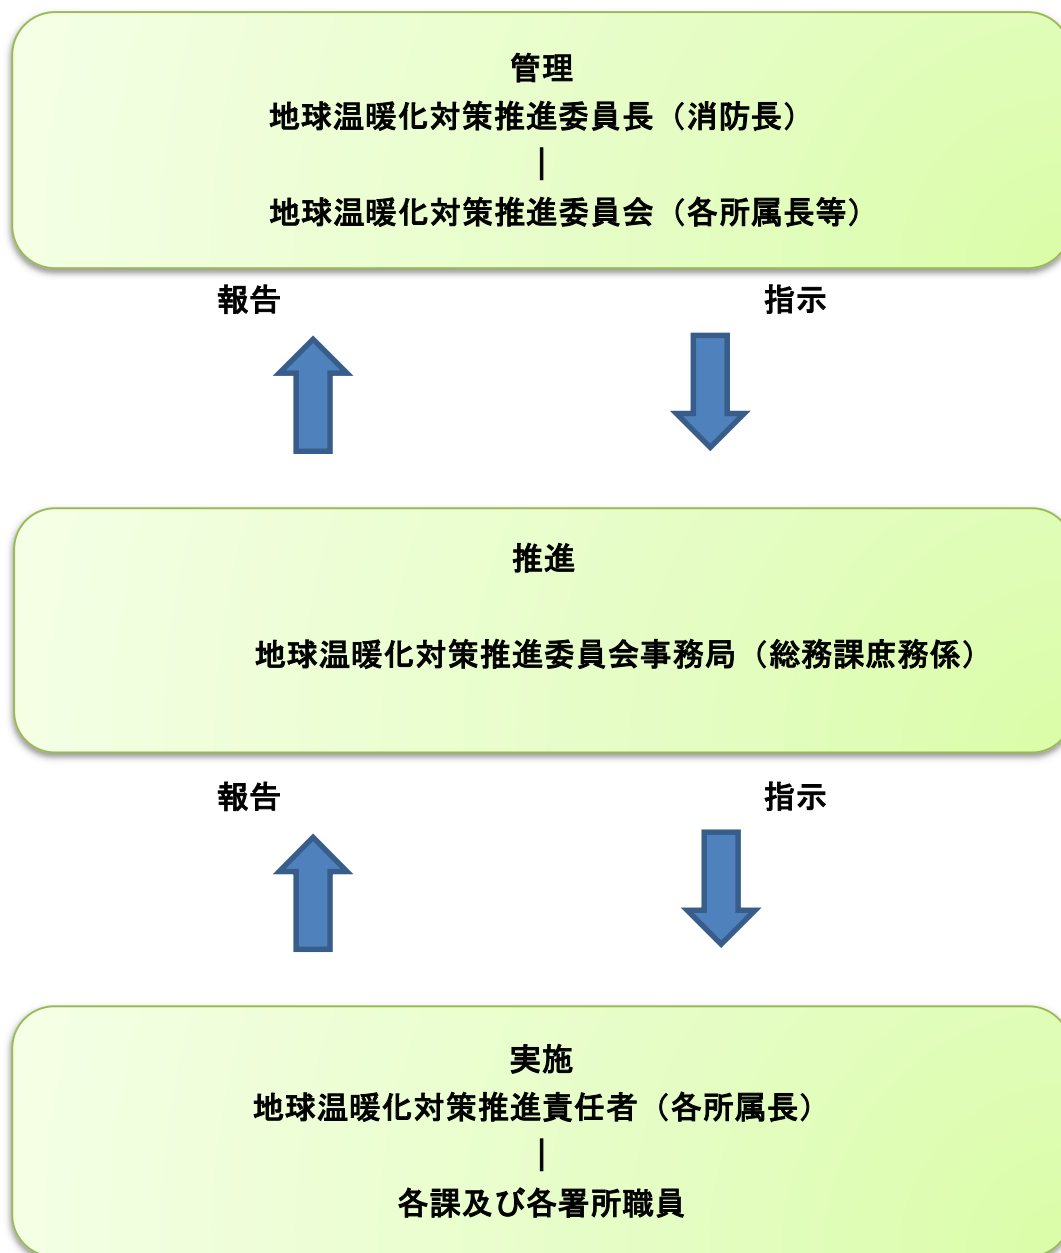 管理
地球温暖化対策推進委員長（消防長）
｜
地球温暖化対策推進委員会（各所属長等）
報告
指示
推進
地球温暖化対策推進委員会事務局（総務課庶務係）
報告
指示
実施
地球温暖化対策推進責任者（各所属長）
｜
各課及び各署所職員